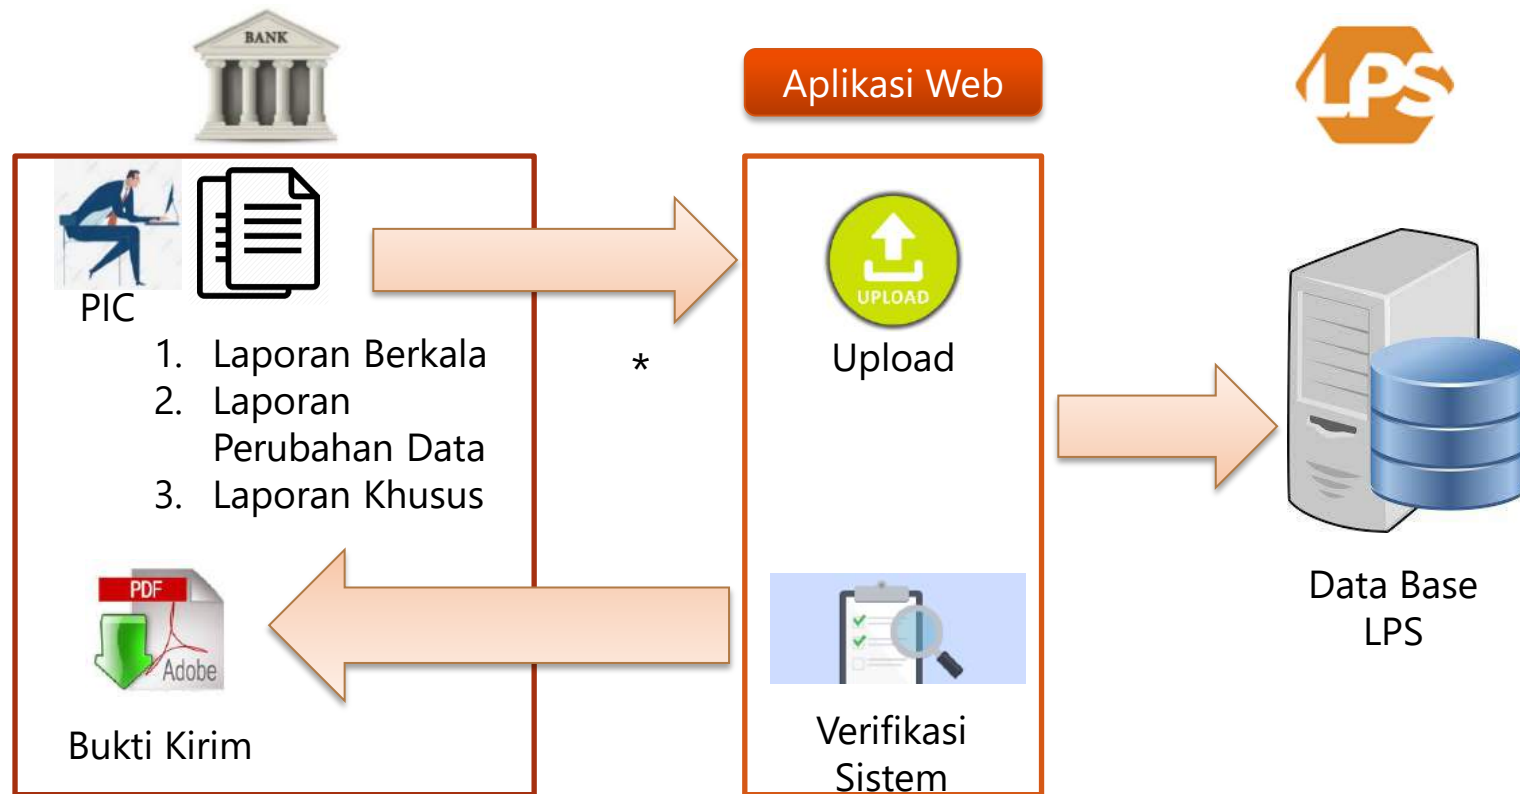 BANK
Aplikasi Web
LPS
PIC
1. Laporan Berkala
2. Laporan
Perubahan Data
3. Laporan Khusus
*
UPLOAD
Upload
PDF
Adobe
Bukti Kirim
Verifikasi
Sistem
Data Base
LPS